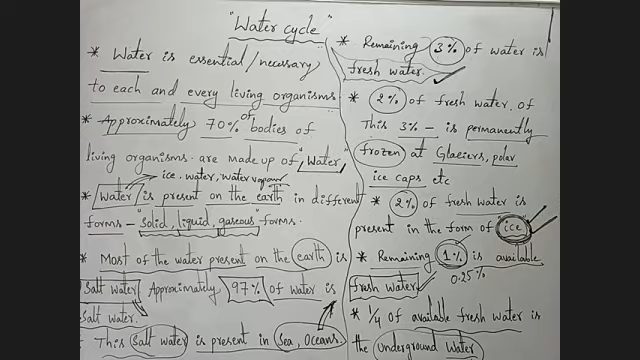 "Water cycle"
* Water is essential/necessary
to each and every living organisms.
* Approximately 70% of bodies of
living organisms are made up of "Water"
ice, water, water vapour
* Water is present on the earth in different
forms - "Solid, liquid, gaseous" forms.
* Most of the water present on the earth is
Salt water Approximately 97% of water is
Salt water.
This Salt water is present in Sea, Oceans.
* Remaining 3% of water is
fresh water.
* 2% of fresh water of
This 3% - is permanently
frozen at Glaeiers, polar
ice caps etc
* 2% of fresh water is
present in the form of "ice"
* Remaining 1% is available
fresh water 0.25%
* 1/4 of available fresh water is
the underground Water